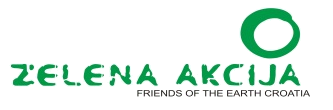 ZELENA AKCIJA
FRIENDS OF THE EARTH CROATIA